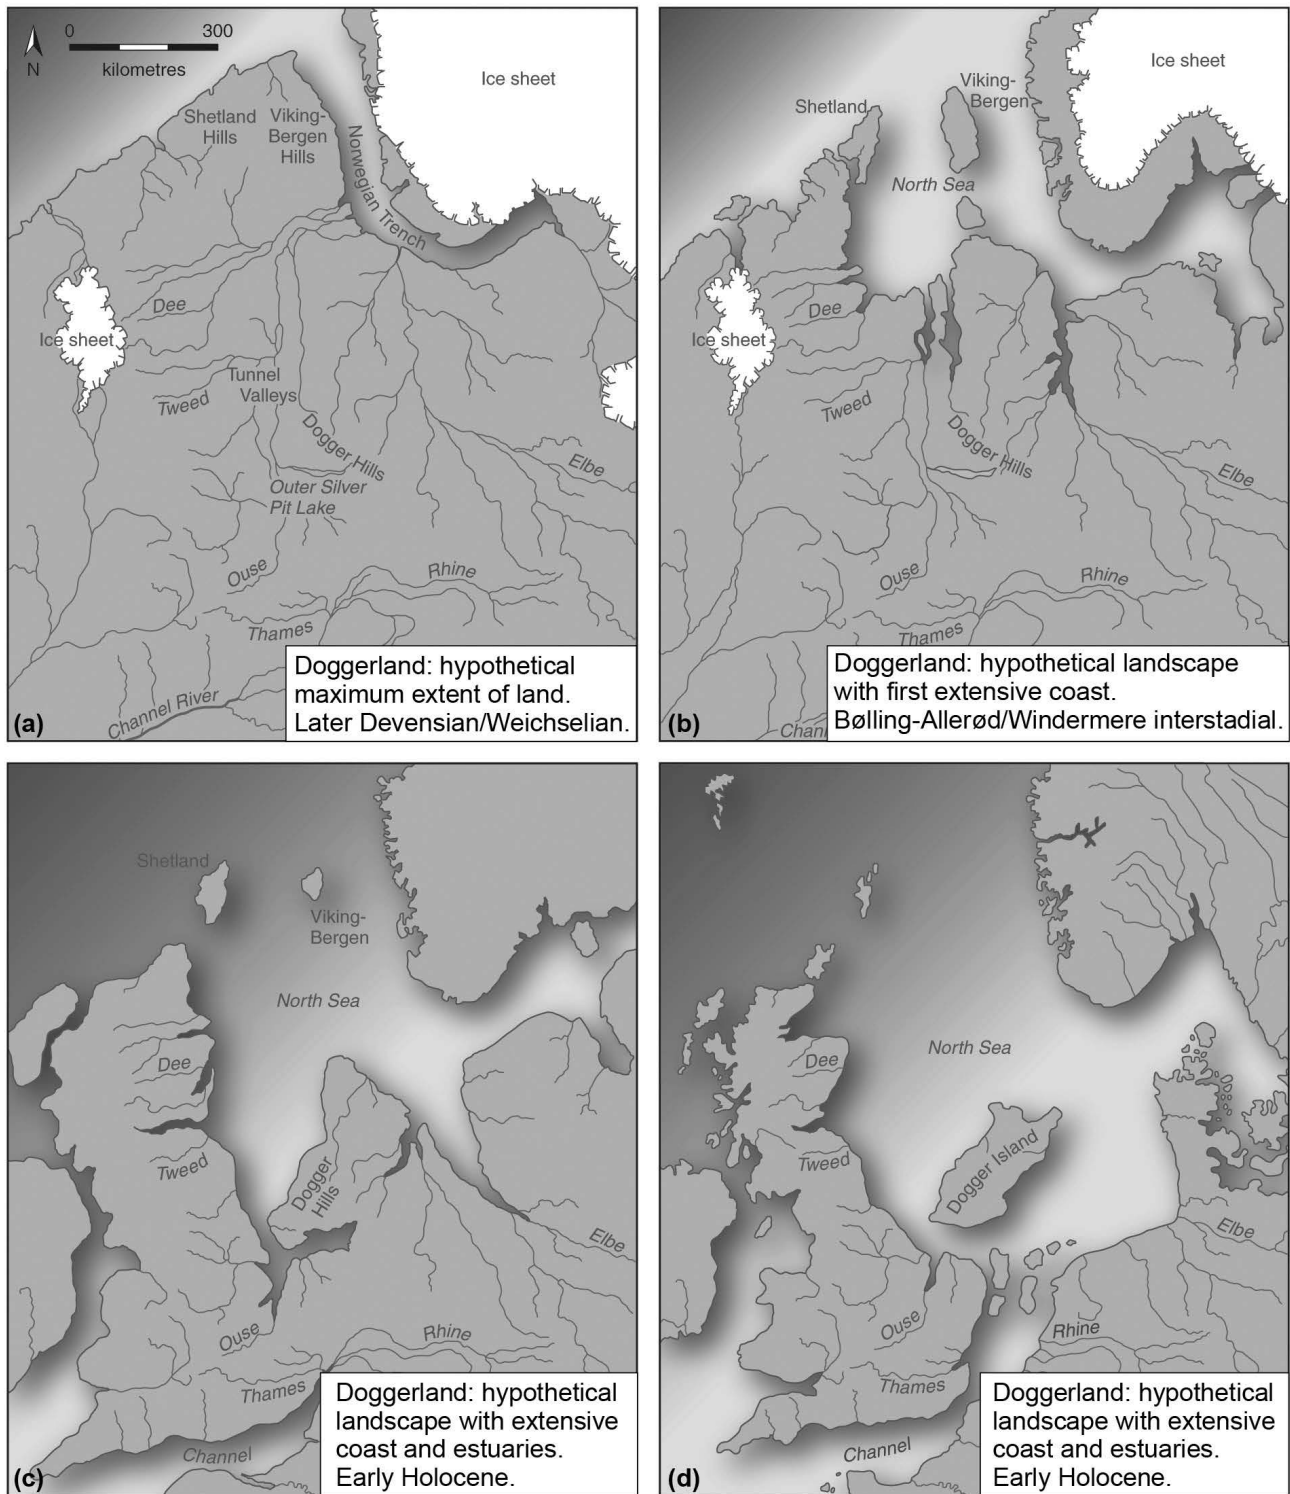 0 300
N kilometres
Ice sheet
Shetland
Hills
Viking-
Bergen
Hills
Norwegian Trench
Ice sheet
Dee
Tweed
Tunnel
Valleys
Dogger Hills
Outer Silver
Pit Lake
Elbe
Ouse
Rhine
Thames
Channel River
(a)
Doggerland: hypothetical
maximum extent of land.
Later Devensian/Weichselian.
Ice sheet
Viking-
Bergen
Shetland
North Sea
Ice sheet
Dee
Tweed
Dogger Hills
Elbe
Ouse
Rhine
Thames
Chan
(b)
Doggerland: hypothetical landscape
with first extensive coast.
Bølling-Allerød/Windermere interstadial.
Shetland
Viking-
Bergen
North Sea
Dee
Tweed
Dogger
Hills
Elbe
Ouse
Rhine
Thames
Channel
(c)
Doggerland: hypothetical
landscape with extensive
coast and estuaries.
Early Holocene.
North Sea
Dee
Tweed
Dogger Island
Elbe
Ouse
Rhine
Thames
Channel
(d)
Doggerland: hypothetical
landscape with extensive
coast and estuaries.
Early Holocene.